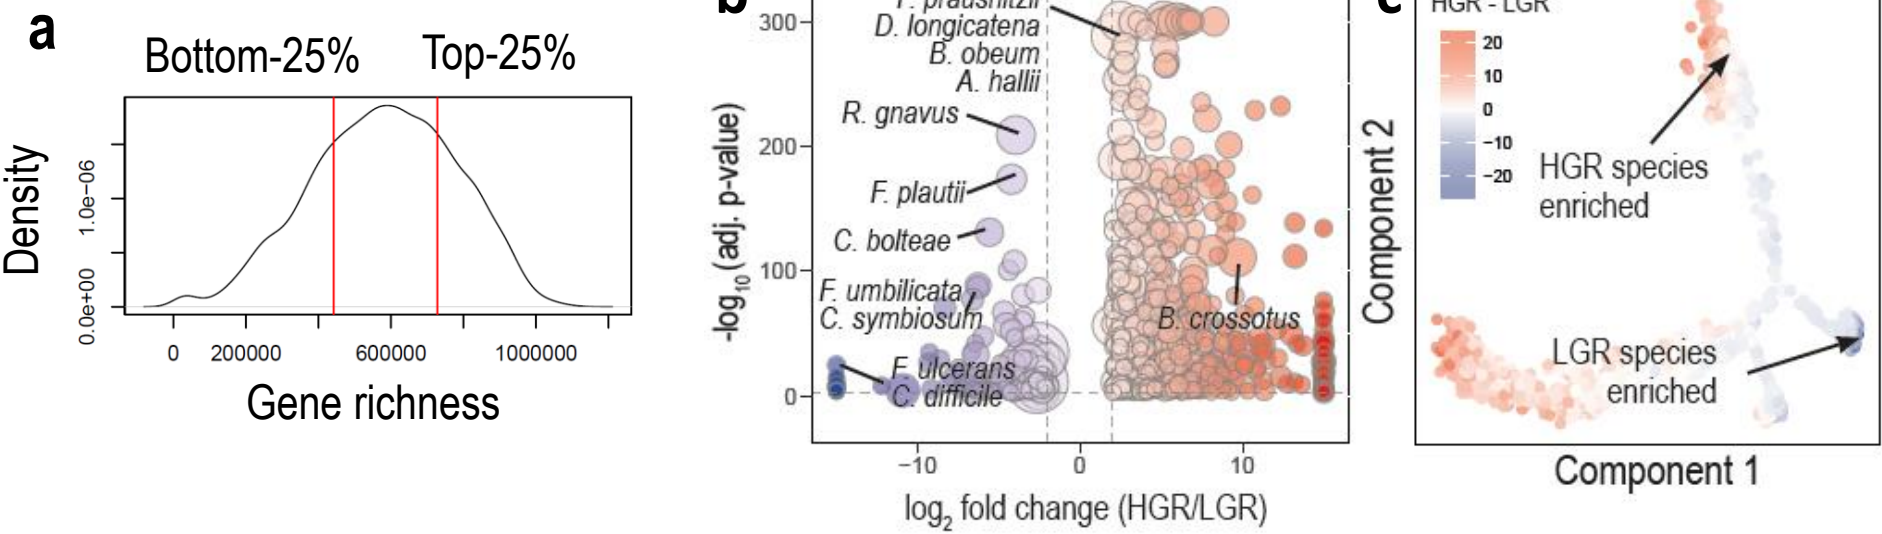 a
Bottom-25%
Top-25%
Density
0.0e+00
1.0e-06
0
200000
600000
1000000
Gene richness
b
-log10(adj. p-value)
300
200
100
0
D. longicatena
B. obeum
A. hallii
R. gnavus
F. plautii
C. bolteae
F. umbilicata
C. symbiosum
F. ulcerans
C. difficile
B. crossotus
−10
0
10
log2 fold change (HGR/LGR)
c
HGR - LGR
20
10
0
−10
−20
HGR species
enriched
LGR species
enriched
Component 2
Component 1